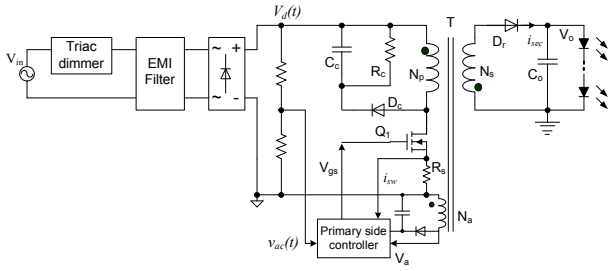 V_d(t)
T
V_in
Triac
dimmer
EMI
Filter
~ +
~ -
C_c
R_c
N_p
N_s
D_r
i_sec
V_o
C_o
D_c
Q_1
V_gs
i_sw
R_s
N_a
v_ac(t)
Primary side
controller
V_a